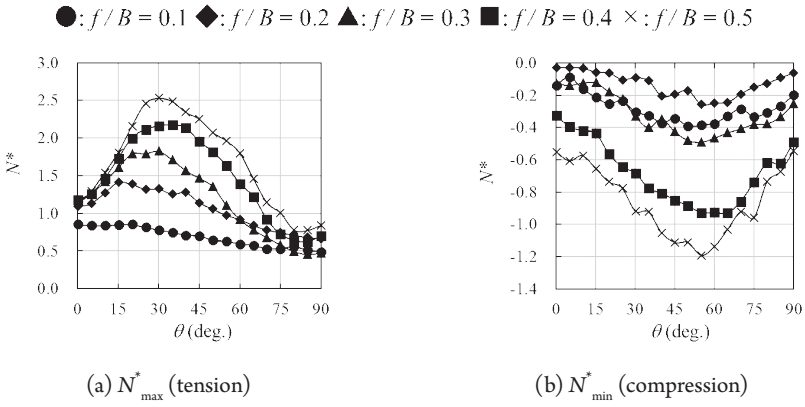 ●: f / B = 0.1 ◆: f / B = 0.2 ▲: f / B = 0.3 ■: f / B = 0.4 ×: f / B = 0.5
3.0
2.5
2.0
1.5
1.0
0.5
0.0
N*
0 15 30 45 60 75 90
θ (deg.)
(a) N*max (tension)
0.0
-0.2
-0.4
-0.6
-0.8
-1.0
-1.2
-1.4
N*
0 15 30 45 60 75 90
θ (deg.)
(b) N*min (compression)